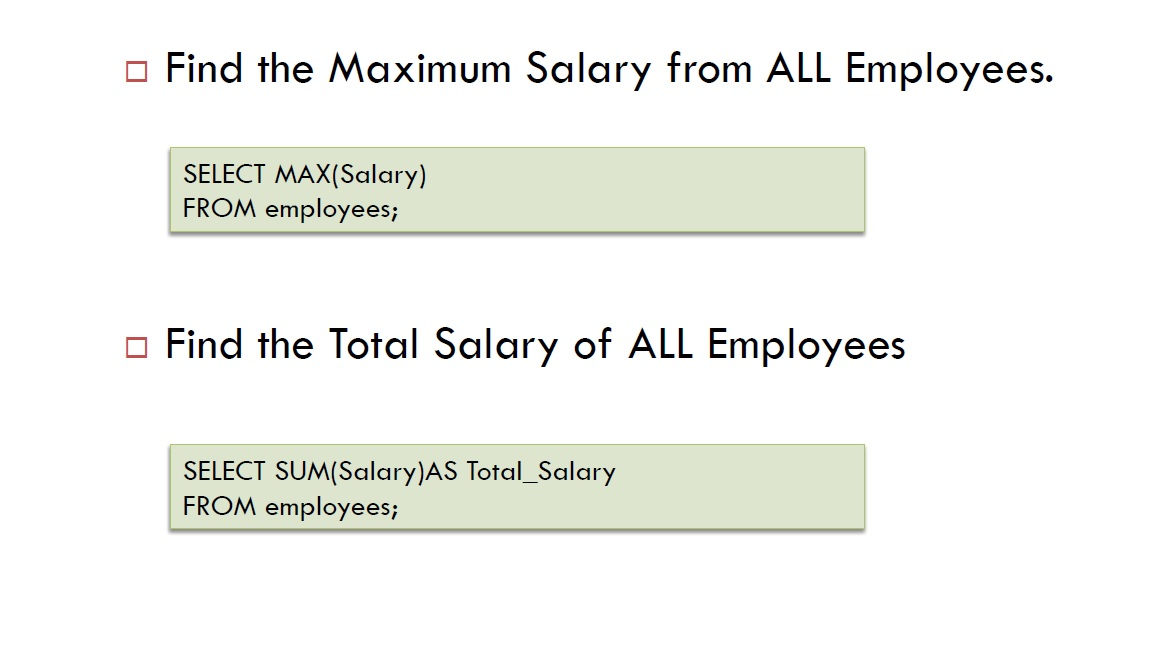 Find the Maximum Salary from ALL Employees.
SELECT MAX(Salary)
FROM employees;
Find the Total Salary of ALL Employees
SELECT SUM(Salary)AS Total_Salary
FROM employees;